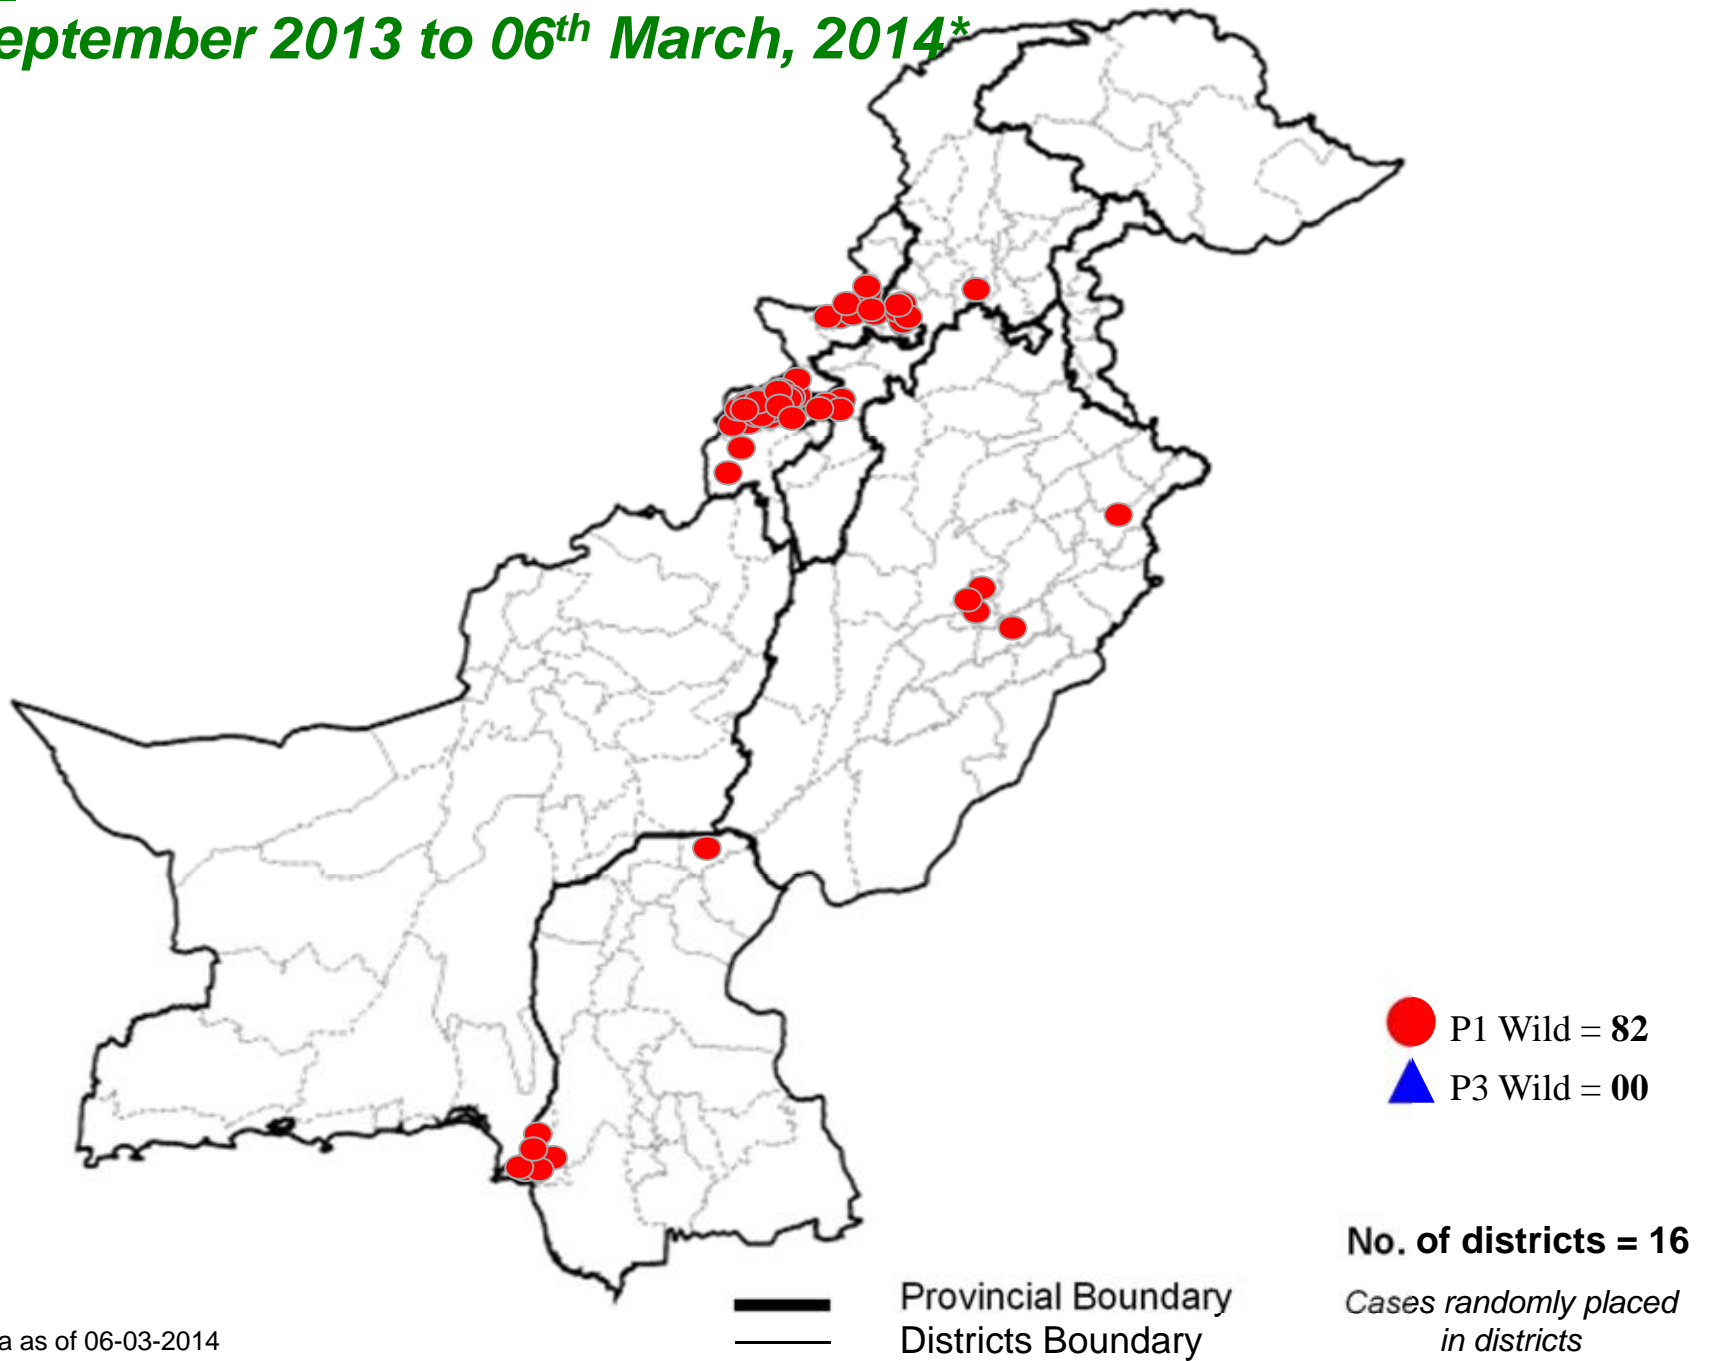 eptember 2013 to 06th March, 2014*
P1 Wild = 82
P3 Wild = 00
No. of districts = 16
Provincial Boundary
Districts Boundary
Cases randomly placed
in districts
a as of 06-03-2014